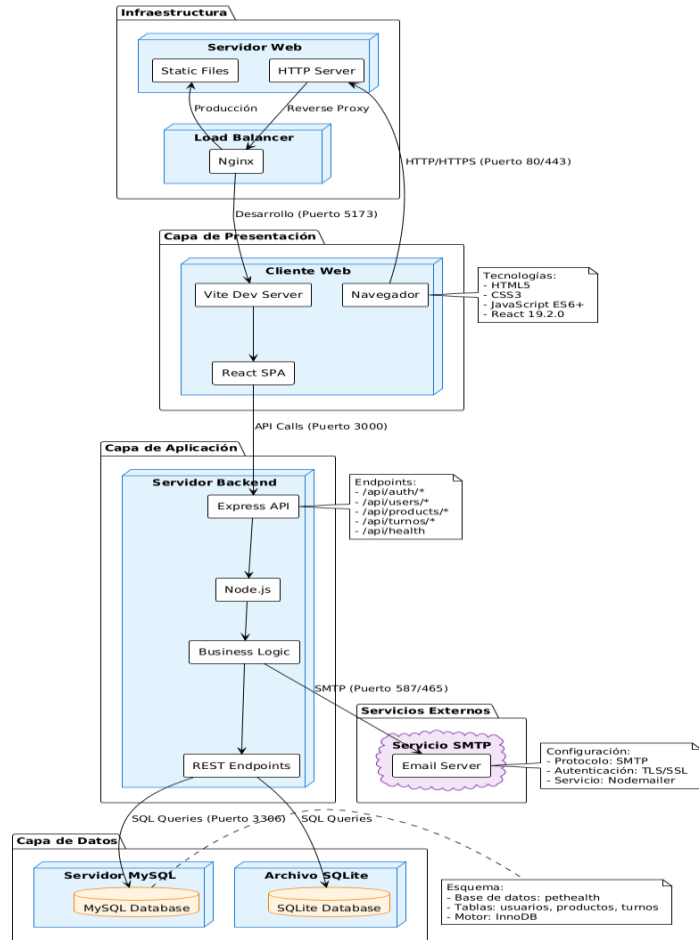 Infraestructura
Servidor Web
Static Files
HTTP Server
Producción
Reverse Proxy
Load Balancer
Nginx
HTTP/HTTPS (Puerto 80/443)
Desarrollo (Puerto 5173)
Capa de Presentación
Cliente Web
Vite Dev Server
Navegador
Tecnologías:
- HTML5
- CSS3
- JavaScript ES6+
- React 19.2.0
React SPA
API Calls (Puerto 3000)
Capa de Aplicación
Servidor Backend
Express API
Endpoints:
- /api/auth/*
- /api/users/*
- /api/products/*
- /api/turnos/*
- /api/health
Node.js
Business Logic
SMTP (Puerto 587/465)
Servicios Externos
Servicio SMTP
Email Server
Configuración:
- Protocolo: SMTP
- Autenticación: TLS/SSL
- Servicio: Nodemailer
REST Endpoints
SQL Queries (Puerto 3306)
SQL Queries
Capa de Datos
Servidor MySQL
MySQL Database
Archivo SQLite
SQLite Database
Esquema:
- Base de datos: pethealth
- Tablas: usuarios, productos, turnos
- Motor: InnoDB